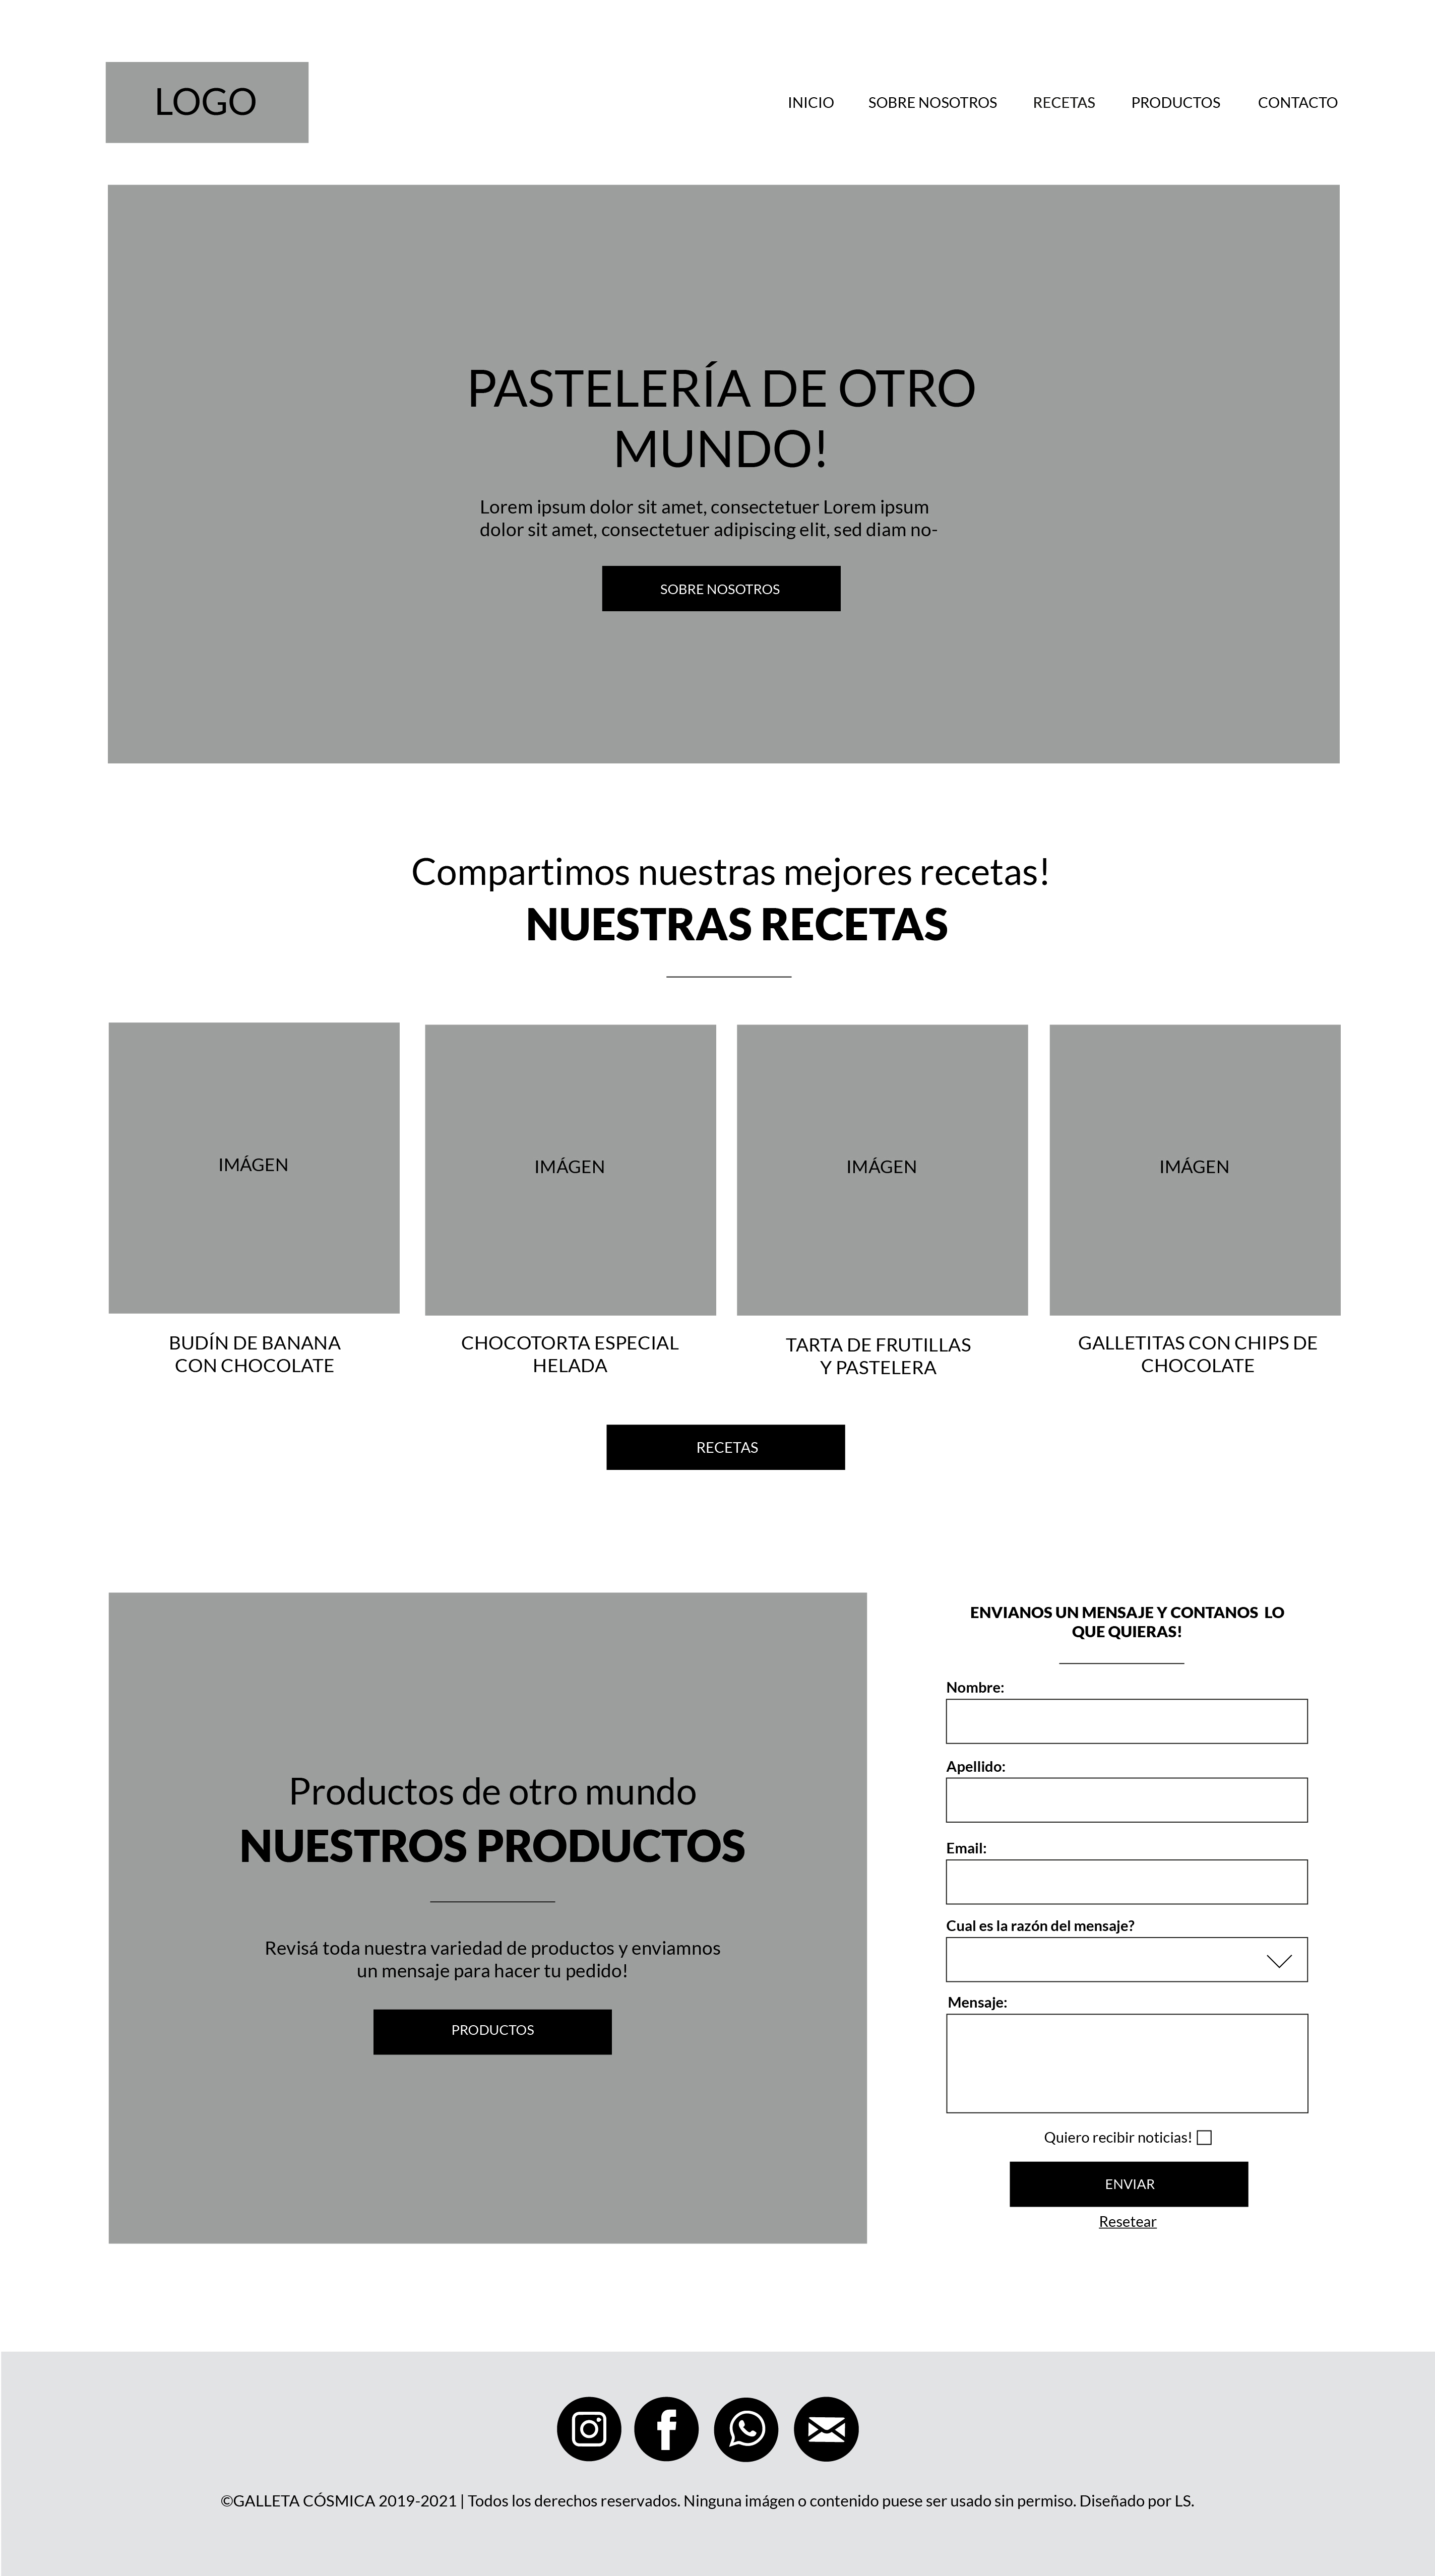 LOGO
INICIO SOBRE NOSOTROS RECETAS PRODUCTOS CONTACTO
PASTELERÍA DE OTRO
MUNDO!
Lorem ipsum dolor sit amet, consectetuer Lorem ipsum
dolor sit amet, consectetuer adipiscing elit, sed diam no-
SOBRE NOSOTROS
Compartimos nuestras mejores recetas!
NUESTRAS RECETAS
IMÁGEN IMÁGEN IMÁGEN IMÁGEN
BUDÍN DE BANANA
CON CHOCOLATE
CHOCOTORTA ESPECIAL
HELADA
TARTA DE FRUTILLAS
Y PASTELERA
GALLETITAS CON CHIPS DE
CHOCOLATE
RECETAS
Productos de otro mundo
NUESTROS PRODUCTOS
Revisá toda nuestra variedad de productos y enviamnos
un mensaje para hacer tu pedido!
PRODUCTOS
ENVIANOS UN MENSAJE Y CONTANOS LO
QUE QUIERAS!
Nombre:
Apellido:
Email:
Cual es la razón del mensaje?
Mensaje:
Quiero recibir noticias!
ENVIAR
Resetear
©GALLETA CÓSMICA 2019-2021 | Todos los derechos reservados. Ninguna imágen o contenido puese ser usado sin permiso. Diseñado por LS.